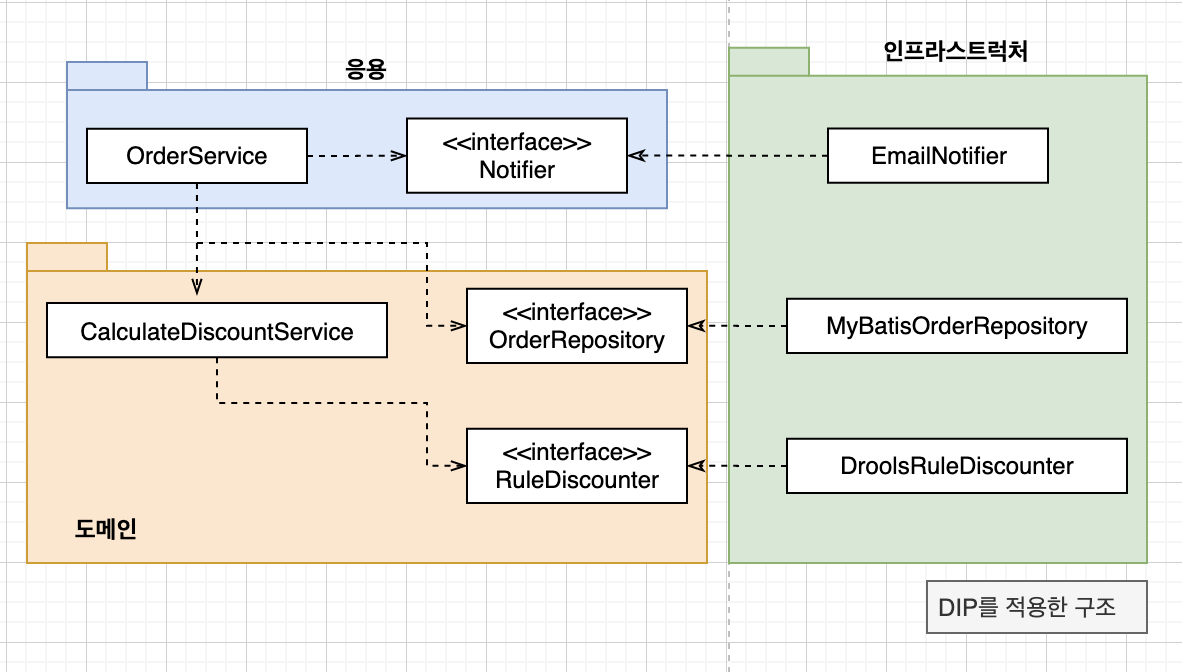 응용
인프라스트럭처
OrderService
<<interface>>
Notifier
EmailNotifier
CalculateDiscountService
<<interface>>
OrderRepository
MyBatisOrderRepository
<<interface>>
RuleDiscounter
DroolsRuleDiscounter
도메인
DIP를 적용한 구조